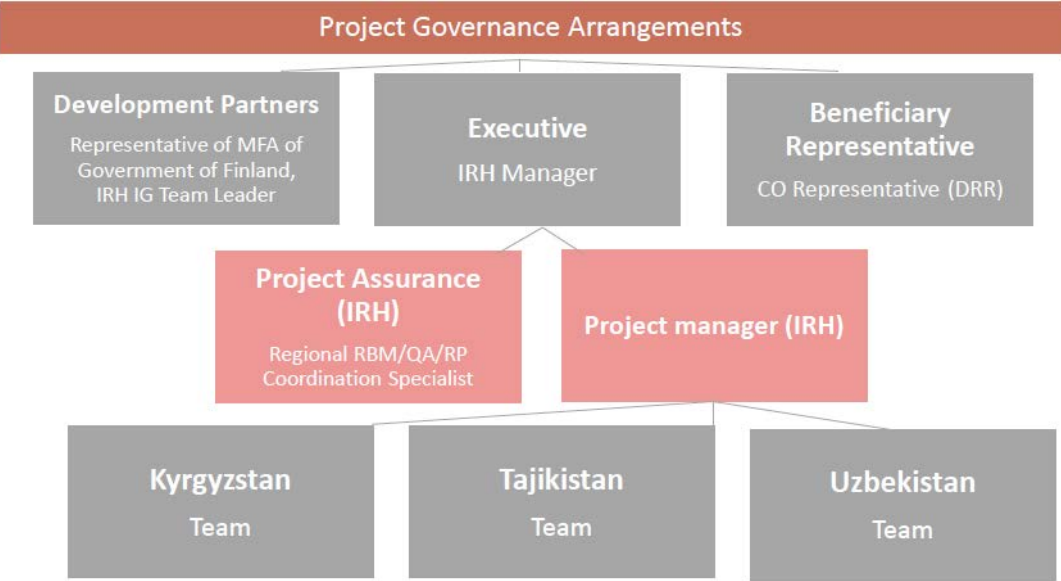 Project Governance Arrangements
Development Partners
Representative of MFA of
Government of Finland,
IRH IG Team Leader
Executive
IRH Manager
Beneficiary
Representative
CO Representative (DRR)
Project Assurance
(IRH)
Regional RBM/QA/RP
Coordination Specialist
Project manager (IRH)
Kyrgyzstan
Team
Tajikistan
Team
Uzbekistan
Team